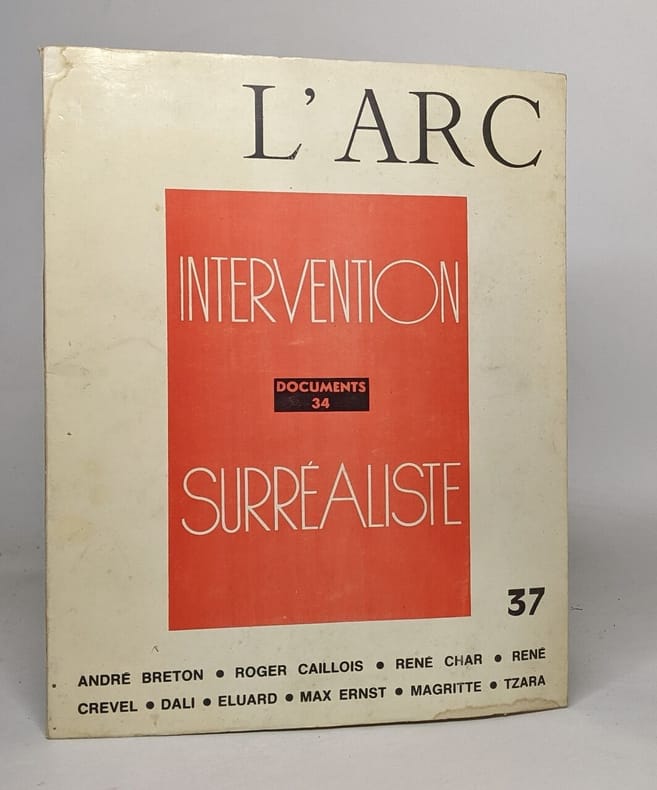 L'ARC
INTERVENTION
DOCUMENTS
34
SURRÉALISTE
37
ANDRÉ BRETON • ROGER CAILLOIS • RENÉ CHAR • RENÉ
CREVEL • DALI • ELUARD • MAX ERNST • MAGRITTE • TZARA